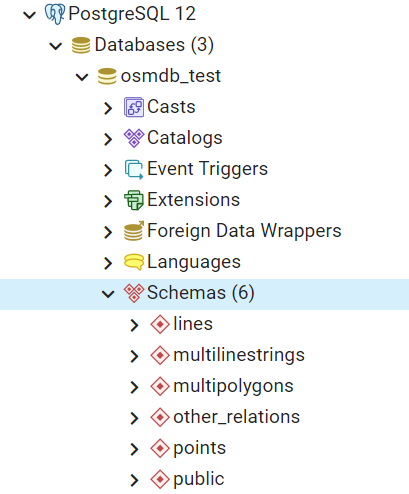 PostgreSQL 12
Databases (3)
osmdb_test
Casts
Catalogs
Event Triggers
Extensions
Foreign Data Wrappers
Languages
Schemas (6)
lines
multilinestrings
multipolygons
other_relations
points
public